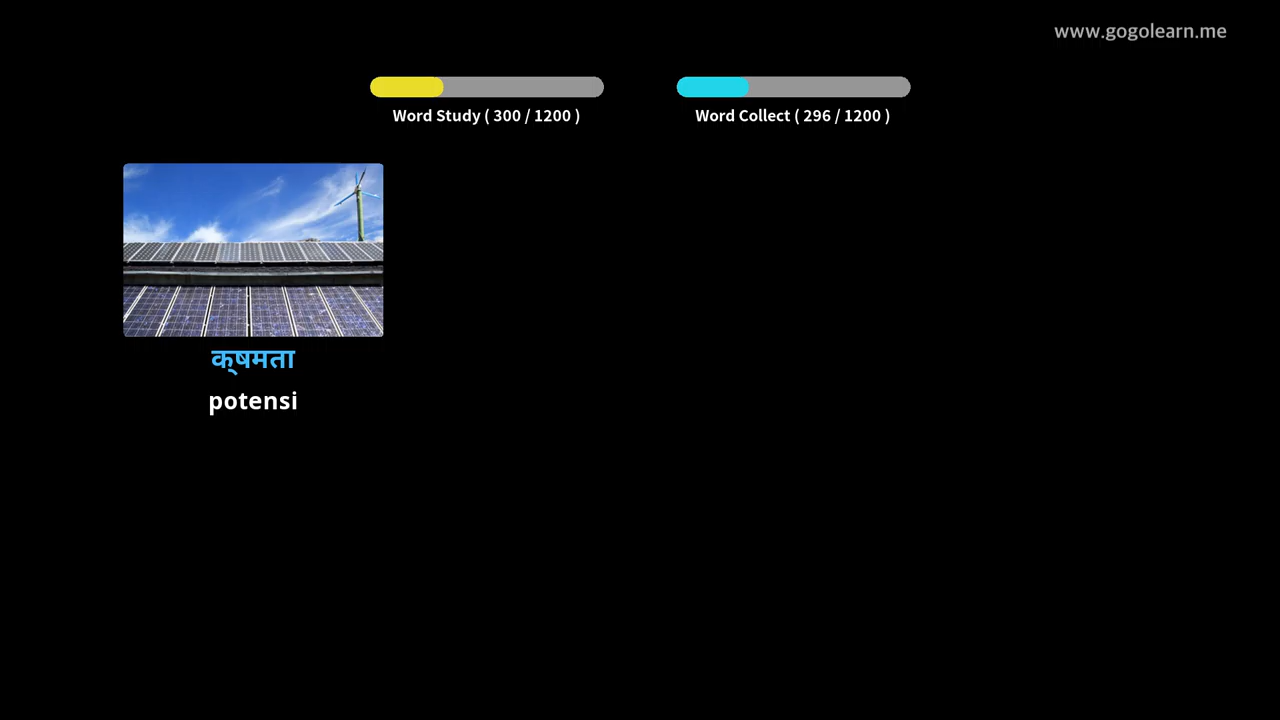 www.gogolearn.me
Word Study ( 300 / 1200 )
Word Collect ( 296 / 1200 )
क्षमता
potensi